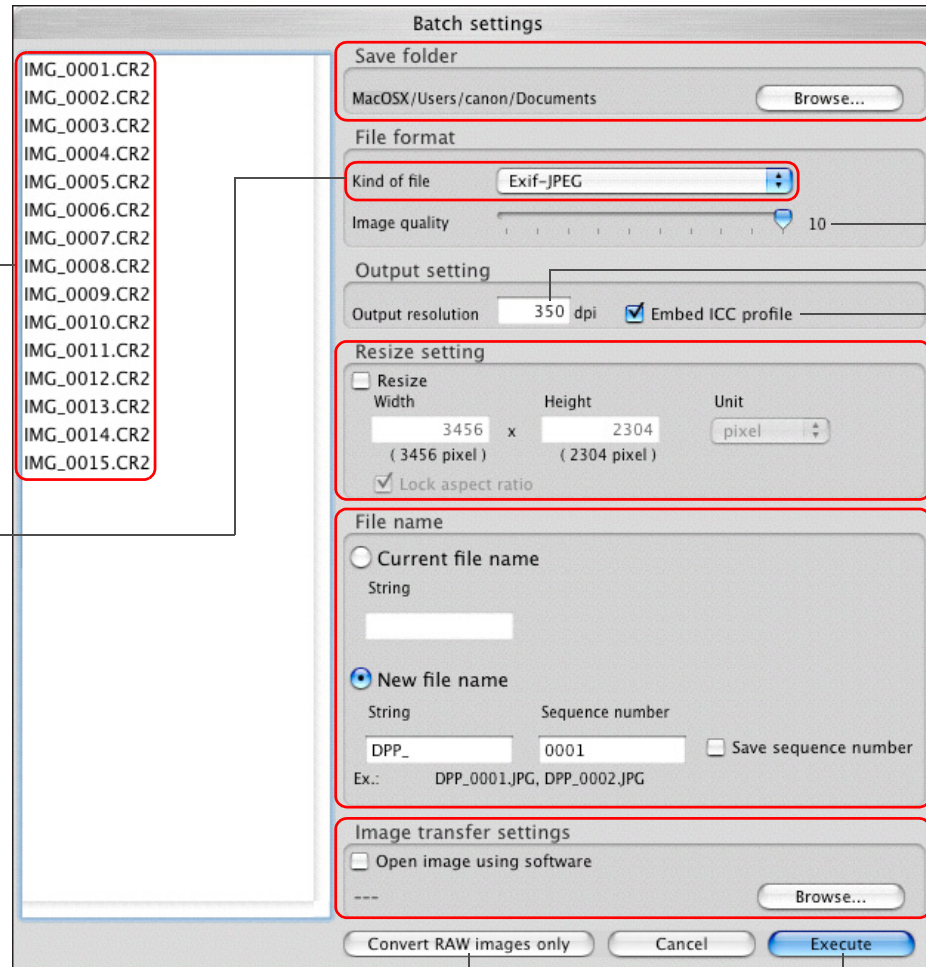 Batch settings
IMG_0001.CR2
IMG_0002.CR2
IMG_0003.CR2
IMG_0004.CR2
IMG_0005.CR2
IMG_0006.CR2
IMG_0007.CR2
IMG_0008.CR2
IMG_0009.CR2
IMG_0010.CR2
IMG_0011.CR2
IMG_0012.CR2
IMG_0013.CR2
IMG_0014.CR2
IMG_0015.CR2
Save folder
MacOSX/Users/canon/Documents Browse...
File format
Kind of file Exif-JPEG
Image quality 10
Output setting
Output resolution 350 dpi Embed ICC profile
Resize setting
Resize
Width Height Unit
3456 x 2304 pixel
( 3456 pixel ) ( 2304 pixel )
Lock aspect ratio
File name
Current file name
String
New file name
String Sequence number
DPP_ 0001 Save sequence number
Ex.: DPP_0001.JPG, DPP_0002.JPG
Image transfer settings
Open image using software
--- Browse...
Convert RAW images only Cancel Execute